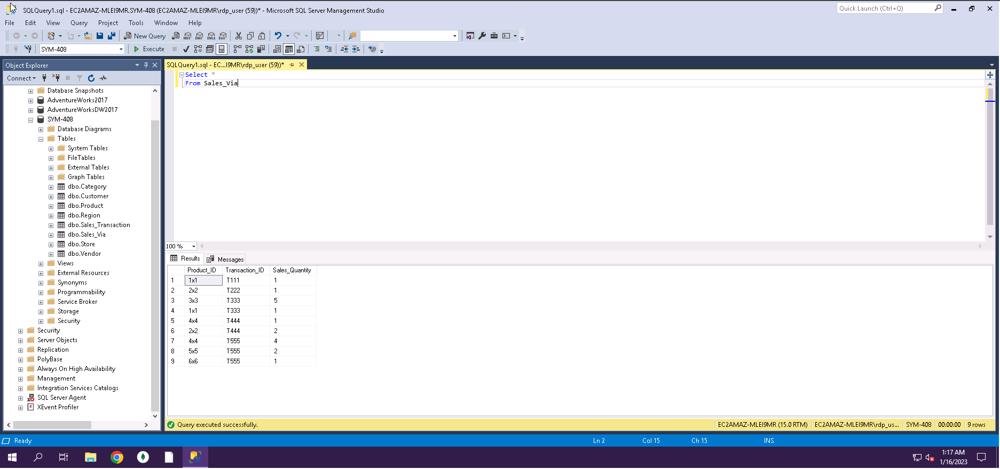 SQLQuery1.sql - EC2AMAZ-MLEI9MR.SYM-408 (EC2AMAZ-MLEI9MR\rdp_user (59))* - Microsoft SQL Server Management Studio
Quick Launch (Ctrl+Q)
File Edit View Query Project Tools Window Help
New Query MDX DMX XMLA DAX
SYM-408 Execute
Object Explorer
SQLQuery1.sql - EC...I9MR\rdp_user (59))*
Connect
Select *
From Sales_Via
Database Snapshots
AdventureWorks2017
AdventureWorksDW2017
SYM-408
Database Diagrams
Tables
System Tables
FileTables
External Tables
Graph Tables
dbo.Category
dbo.Customer
dbo.Product
dbo.Region
dbo.Sales_Transaction
dbo.Sales_Via
dbo.Store
dbo.Vendor
Views
External Resources
Synonyms
Programmability
Service Broker
Storage
Security
Security
Server Objects
Replication
PolyBase
Always On High Availability
Management
Integration Services Catalogs
SQL Server Agent
XEvent Profiler
100 %
Results Messages
Product_ID Transaction_ID Sales_Quantity
1 1x1 T111 1
2 2x2 T222 1
3 3x3 T333 5
4 1x1 T333 1
5 4x4 T444 1
6 2x2 T444 2
7 4x4 T555 4
8 5x5 T555 2
9 6x6 T555 1
Query executed successfully.
EC2AMAZ-MLEI9MR (15.0 RTM) EC2AMAZ-MLEI9MR\rdp_us... SYM-408 00:00:00 9 rows
Ready Ln 2 Col 15 Ch 15 INS
1:17 AM
1/16/2023